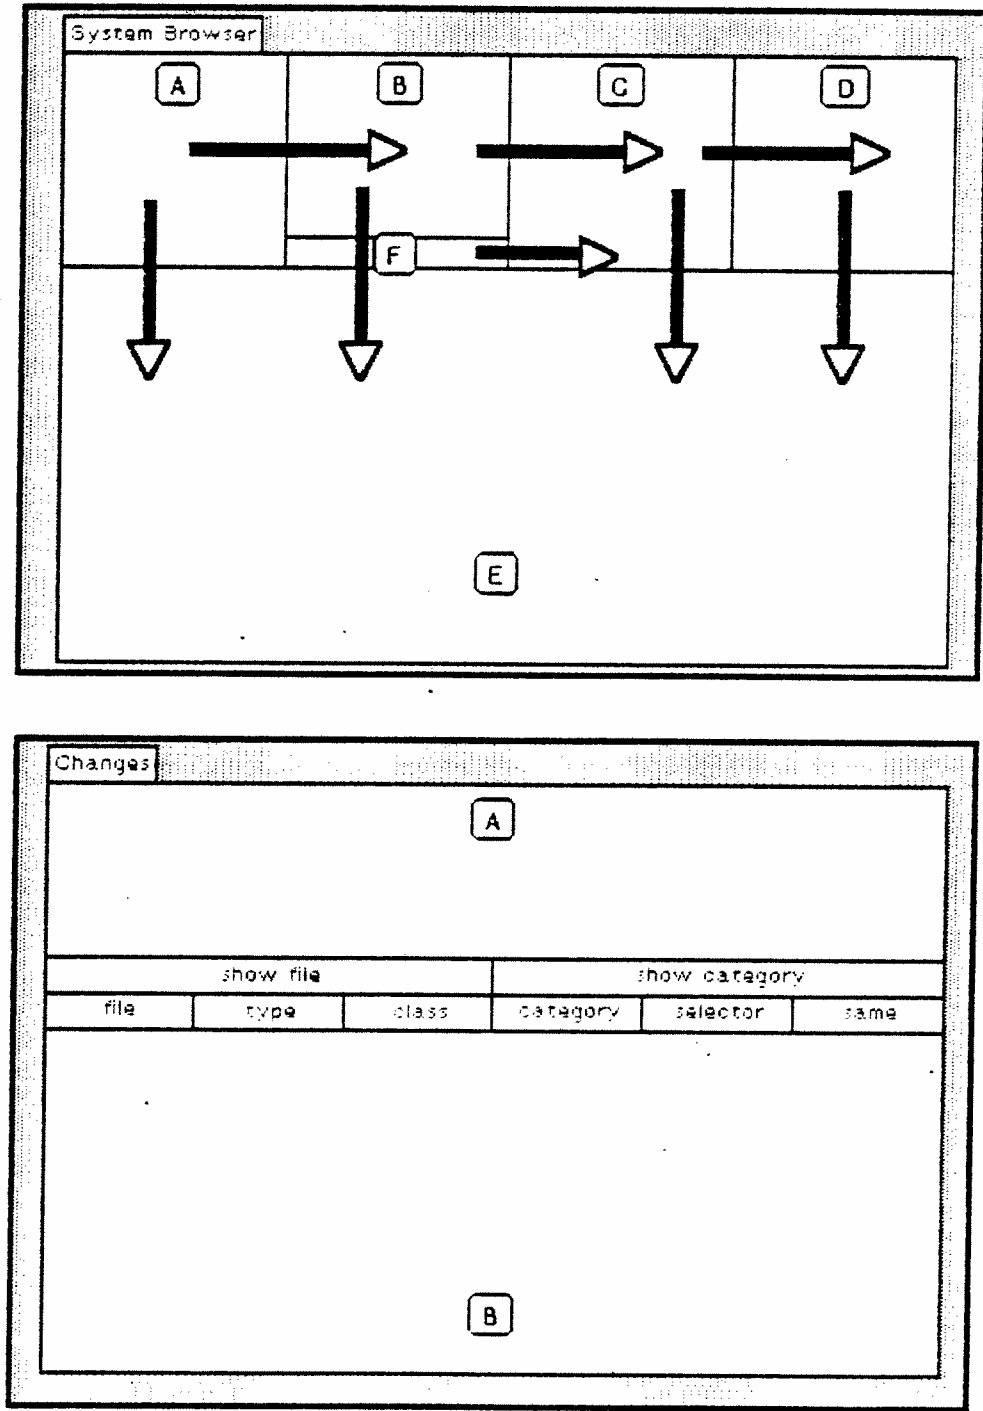 System Browser
A B C D
F
E
Changes
A
show file show category
file type class category selector same
B